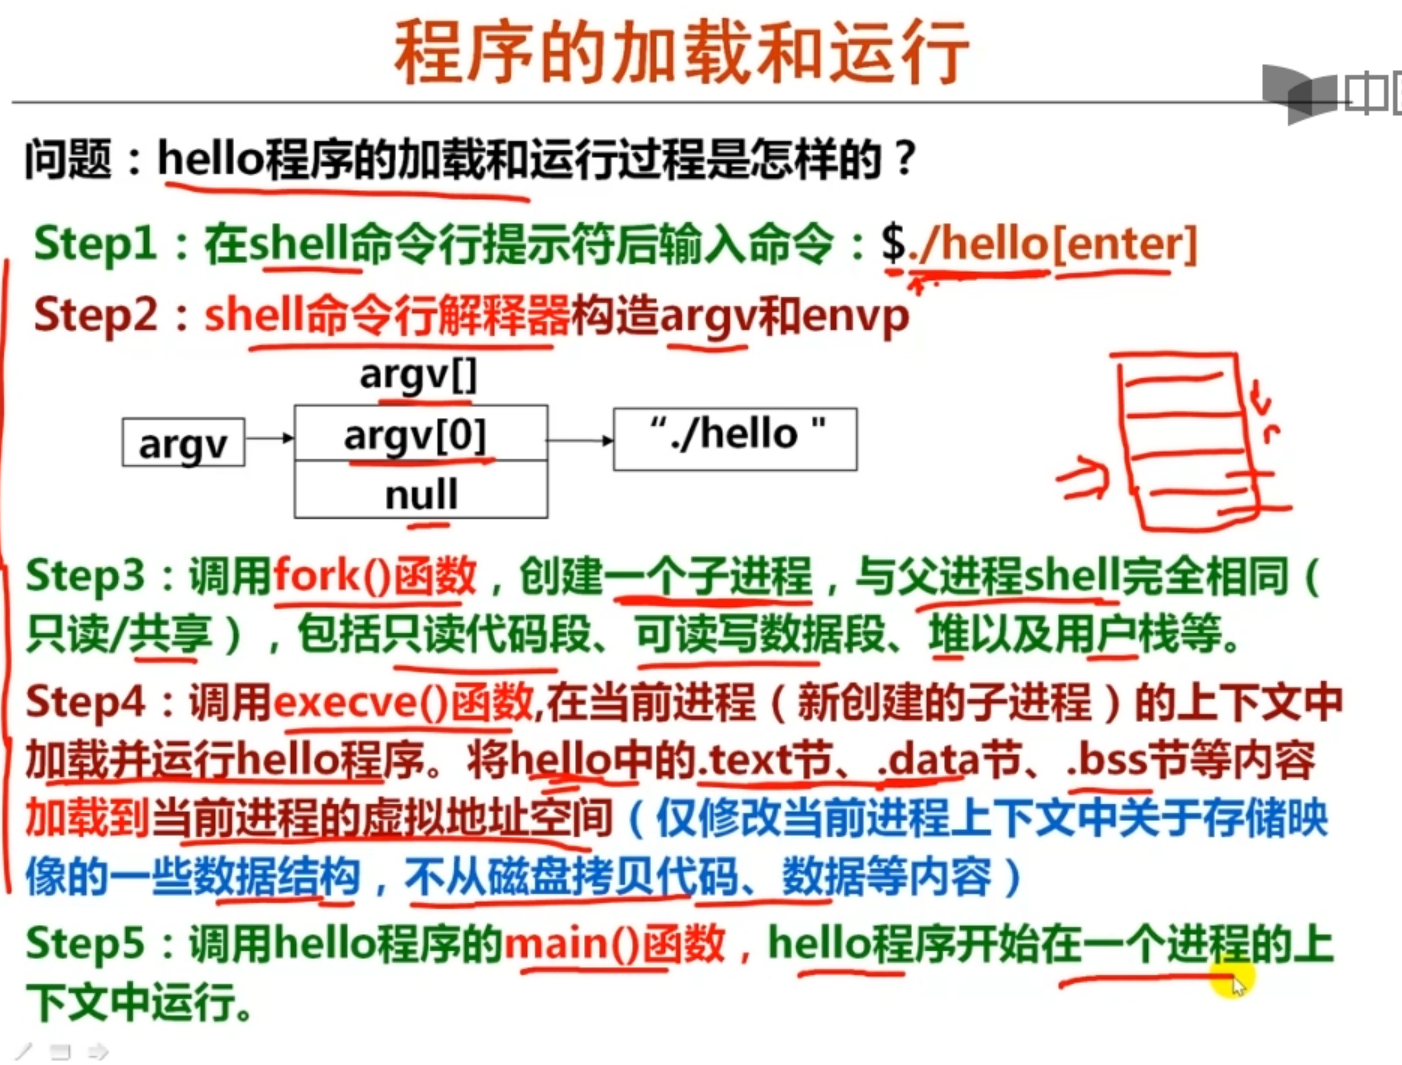 程序的加载和运行
中
问题：hello程序的加载和运行过程是怎样的？
Step1：在shell命令行提示符后输入命令：$./hello[enter]
Step2：shell命令行解释器构造argv和envp
argv[]
argv
argv[0]
“./hello "
null
Step3：调用fork()函数，创建一个子进程，与父进程shell完全相同（
只读/共享），包括只读代码段、可读写数据段、堆以及用户栈等。
Step4：调用execve()函数,在当前进程（新创建的子进程）的上下文中
加载并运行hello程序。将hello中的.text节、.data节、.bss节等内容
加载到当前进程的虚拟地址空间（仅修改当前进程上下文中关于存储映
像的一些数据结构，不从磁盘拷贝代码、数据等内容）
Step5：调用hello程序的main()函数，hello程序开始在一个进程的上
下文中运行。